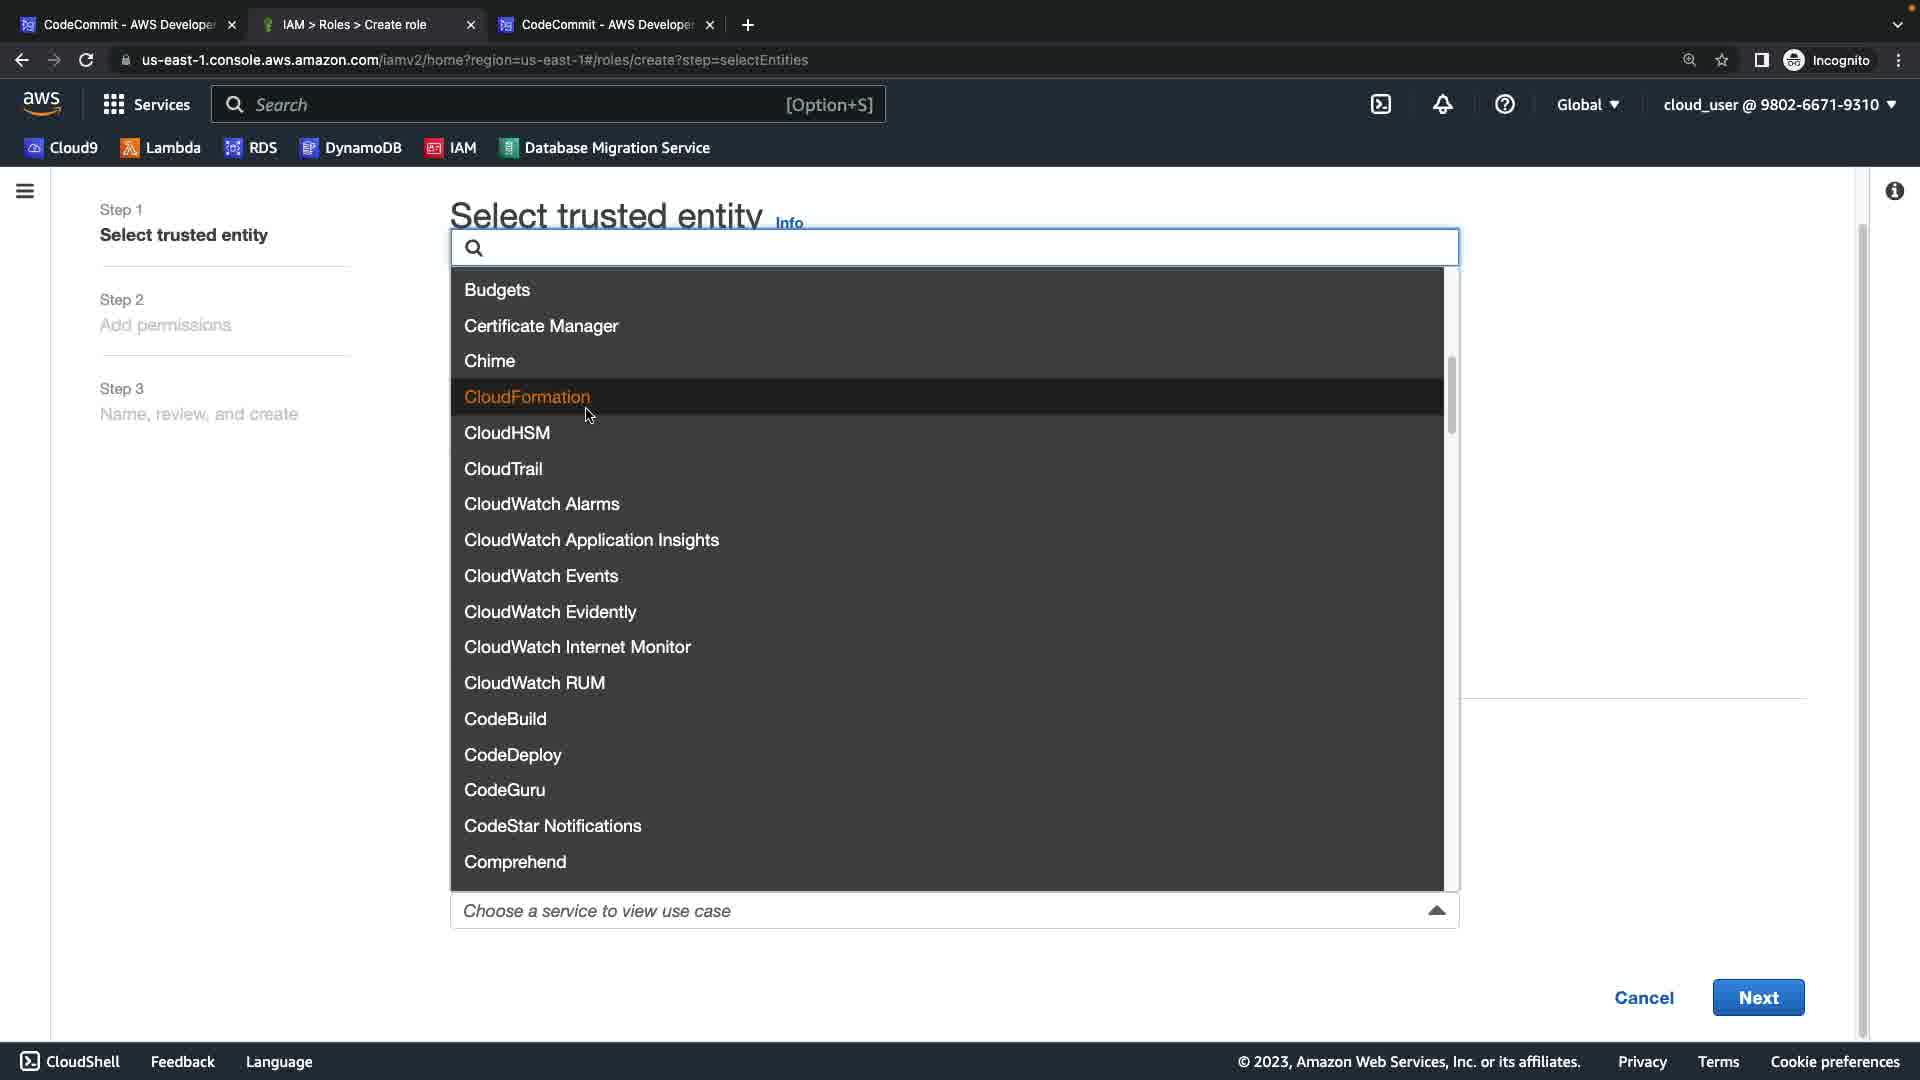 CodeCommit - AWS Developer
IAM > Roles > Create role
CodeCommit - AWS Developer
us-east-1.console.aws.amazon.com/iamv2/home?region=us-east-1#/roles/create?step=selectEntities
Incognito
aws
Services
Search
[Option+S]
Global
cloud_user @ 9802-6671-9310
Cloud9
Lambda
RDS
DynamoDB
IAM
Database Migration Service
Step 1
Select trusted entity
Step 2
Add permissions
Step 3
Name, review, and create
Select trusted entity Info
Budgets
Certificate Manager
Chime
CloudFormation
CloudHSM
CloudTrail
CloudWatch Alarms
CloudWatch Application Insights
CloudWatch Events
CloudWatch Evidently
CloudWatch Internet Monitor
CloudWatch RUM
CodeBuild
CodeDeploy
CodeGuru
CodeStar Notifications
Comprehend
Choose a service to view use case
Cancel
Next
CloudShell
Feedback
Language
© 2023, Amazon Web Services, Inc. or its affiliates.
Privacy
Terms
Cookie preferences